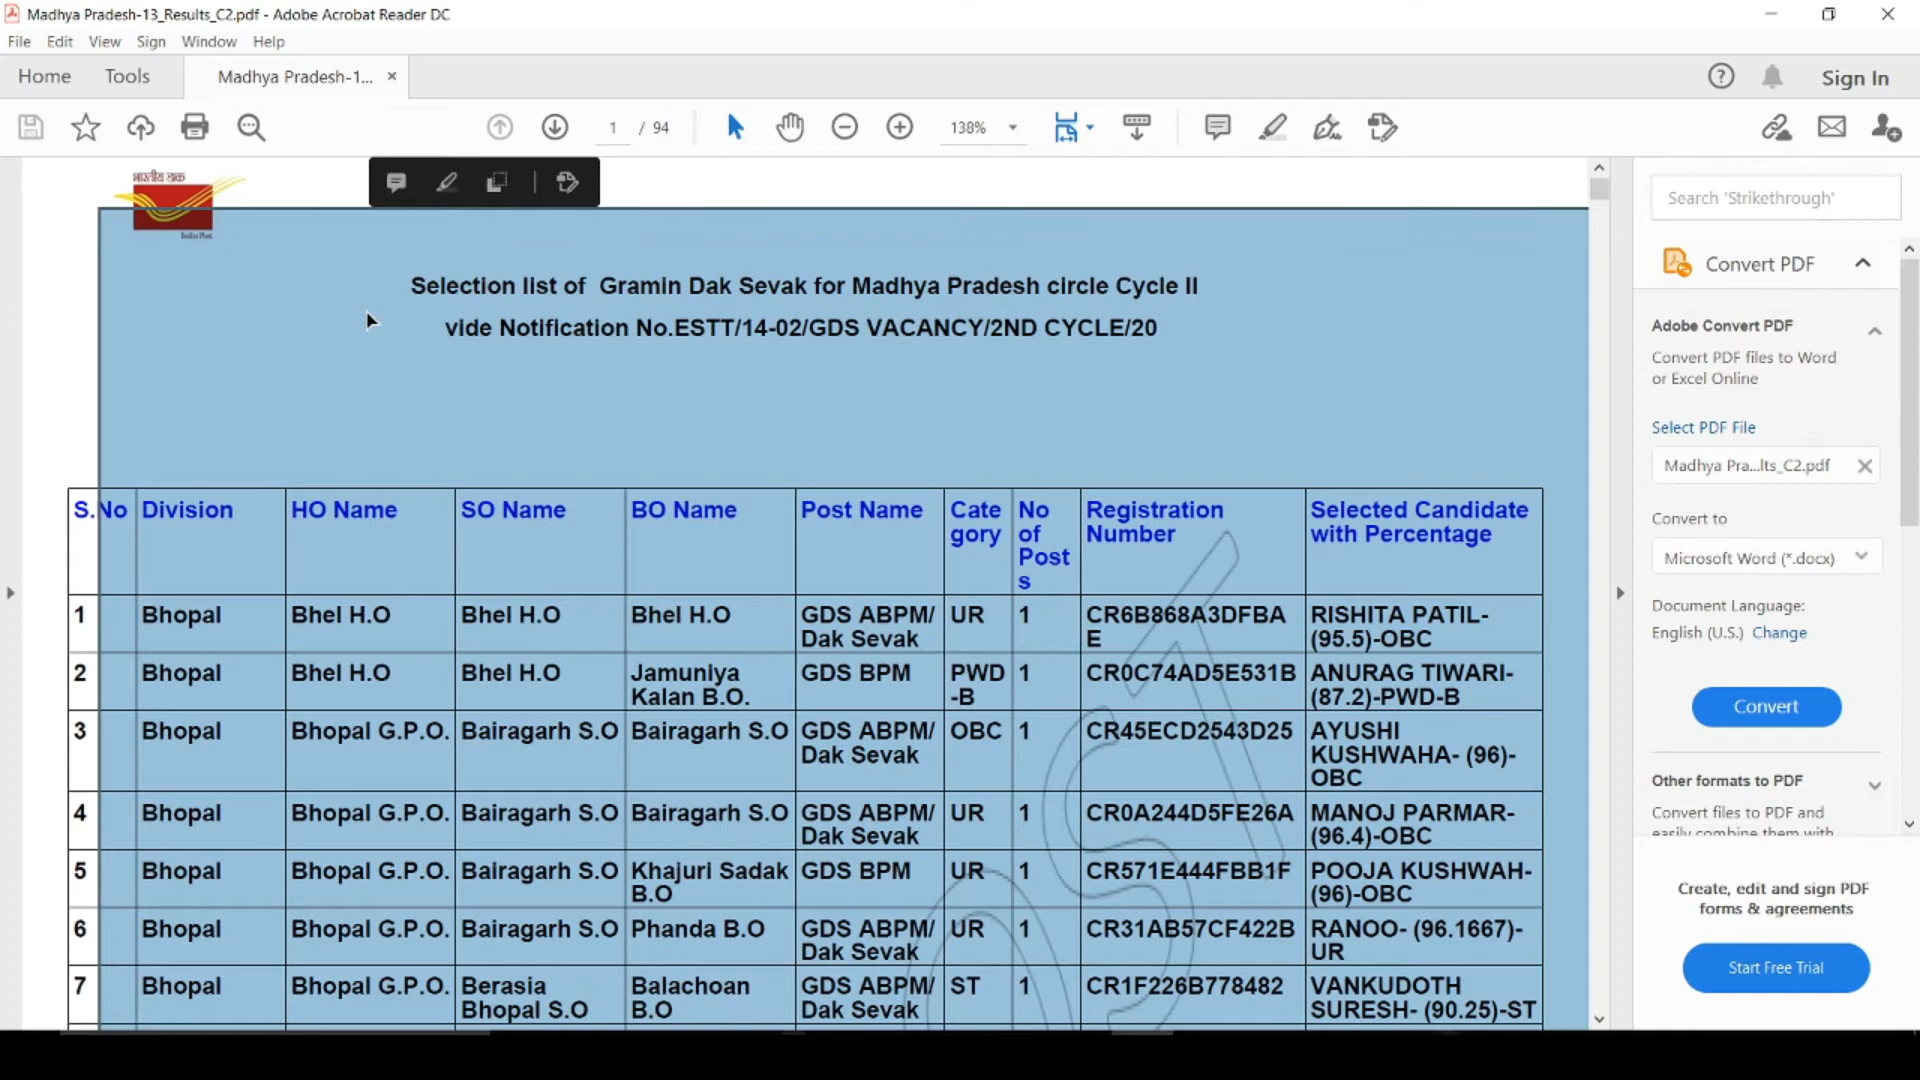 Madhya Pradesh-13_Results_C2.pdf - Adobe Acrobat Reader DC
File Edit View Sign Window Help
Home Tools Madhya Pradesh-1... × Sign In
1 / 94 138%
भारतीय डाक
India Post
Selection list of Gramin Dak Sevak for Madhya Pradesh circle Cycle II
vide Notification No.ESTT/14-02/GDS VACANCY/2ND CYCLE/20
S.No Division HO Name SO Name BO Name Post Name Cate No Registration Selected Candidate
gory of Number with Percentage
Post
s
1 Bhopal Bhel H.O Bhel H.O Bhel H.O GDS ABPM/ UR 1 CR6B868A3DFBA RISHITA PATIL-
Dak Sevak E (95.5)-OBC
2 Bhopal Bhel H.O Bhel H.O Jamuniya GDS BPM PWD 1 CR0C74AD5E531B ANURAG TIWARI-
Kalan B.O. -B (87.2)-PWD-B
3 Bhopal Bhopal G.P.O. Bairagarh S.O Bairagarh S.O GDS ABPM/ OBC 1 CR45ECD2543D25 AYUSHI
Dak Sevak KUSHWAHA- (96)-
OBC
4 Bhopal Bhopal G.P.O. Bairagarh S.O Bairagarh S.O GDS ABPM/ UR 1 CR0A244D5FE26A MANOJ PARMAR-
Dak Sevak (96.4)-OBC
5 Bhopal Bhopal G.P.O. Bairagarh S.O Khajuri Sadak GDS BPM UR 1 CR571E444FBB1F POOJA KUSHWAH-
B.O (96)-OBC
6 Bhopal Bhopal G.P.O. Bairagarh S.O Phanda B.O GDS ABPM/ UR 1 CR31AB57CF422B RANOO- (96.1667)-
Dak Sevak UR
7 Bhopal Bhopal G.P.O. Berasia Balachoan GDS ABPM/ ST 1 CR1F226B778482 VANKUDOTH
Bhopal S.O B.O Dak Sevak SURESH- (90.25)-ST
Search 'Strikethrough'
Convert PDF
Adobe Convert PDF
Convert PDF files to Word
or Excel Online
Select PDF File
Madhya Pra...lts_C2.pdf
Convert to
Microsoft Word (*.docx)
Document Language:
English (U.S.) Change
Convert
Other formats to PDF
Convert files to PDF and
easily combine them with
Create, edit and sign PDF
forms & agreements
Start Free Trial